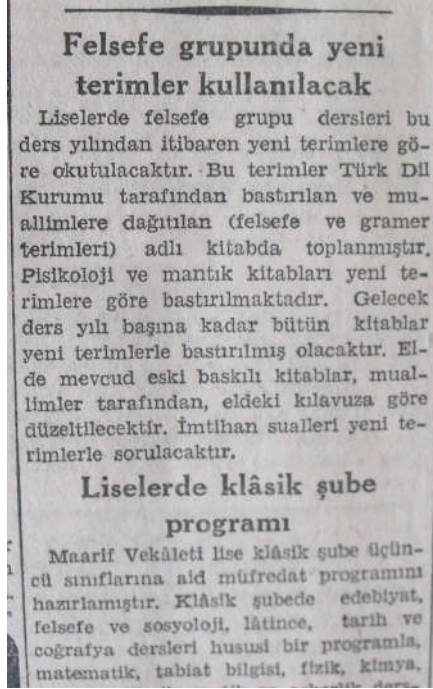 Felsefe grupunda yeni
terimler kullanılacak
Liselerde felsefe grupu dersleri bu
ders yılından itibaren yeni terimlere gö-
re okutulacaktır. Bu terimler Türk Dil
Kurumu tarafından bastırılan ve mu-
allimlere dağıtılan (felsefe ve gramer
terimleri) adlı kitabda toplanmıştır.
Pisikoloji ve mantık kitabları yeni te-
rimlere göre bastırılmaktadır. Gelecek
ders yılı başına kadar bütün kitablar
yeni terimlerle bastırılmış olacaktır. El-
de mevcud eski baskılı kitablar, mual-
limler tarafından, eldeki kılavuza göre
düzeltilecektir. İmtihan sualleri yeni te-
rimlerle sorulacaktır.
Liselerde klâsik şube
programı
Maarif Vekâleti lise klâsik şube üçün-
cü sınıflarına aid müfredat programını
hazırlamıştır. Klâsik şubede edebiyat,
felsefe ve sosyoloji, lâtince, tarih ve
coğrafya dersleri hususi bir programla,
matematik, tabiat bilgisi, fizik, kimya,